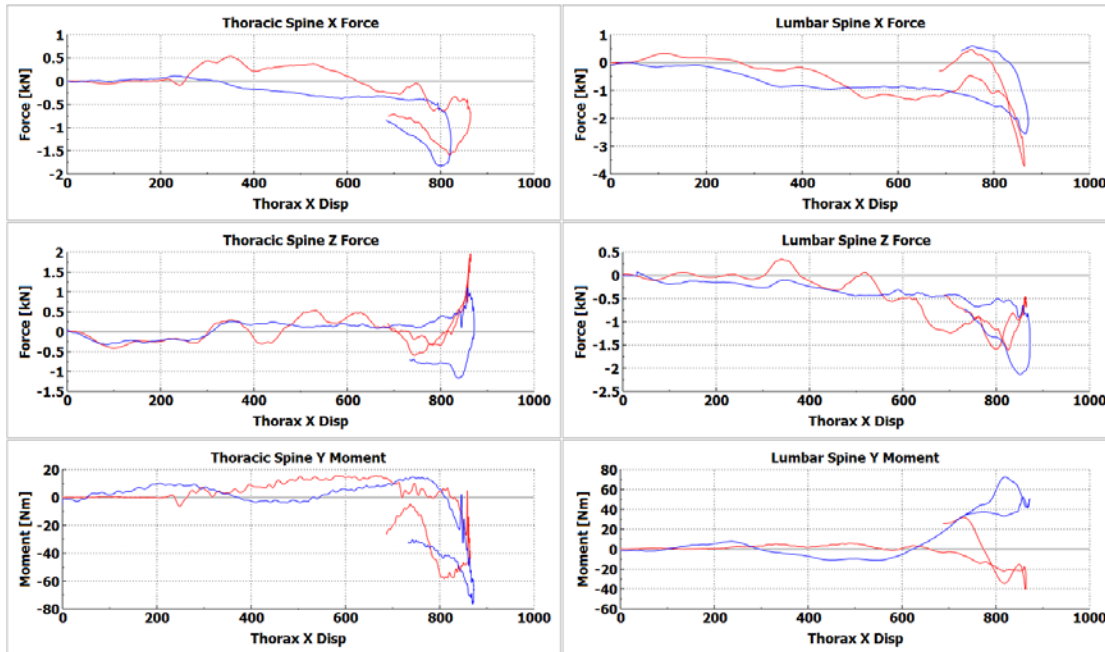 Thoracic Spine X Force
Force [kN]
1
0.5
0
-0.5
-1
-1.5
-2
0 200 400 600 800 1000
Thorax X Disp
Lumbar Spine X Force
Force [kN]
1
0
-1
-2
-3
-4
0 200 400 600 800 1000
Thorax X Disp
Thoracic Spine Z Force
Force [kN]
2
1.5
1
0.5
0
-0.5
-1
-1.5
0 200 400 600 800 1000
Thorax X Disp
Lumbar Spine Z Force
Force [kN]
0.5
0
-0.5
-1
-1.5
-2
-2.5
0 200 400 600 800 1000
Thorax X Disp
Thoracic Spine Y Moment
Moment [Nm]
20
0
-20
-40
-60
-80
0 200 400 600 800 1000
Thorax X Disp
Lumbar Spine Y Moment
Moment [Nm]
80
60
40
20
0
-20
-40
-60
0 200 400 600 800 1000
Thorax X Disp